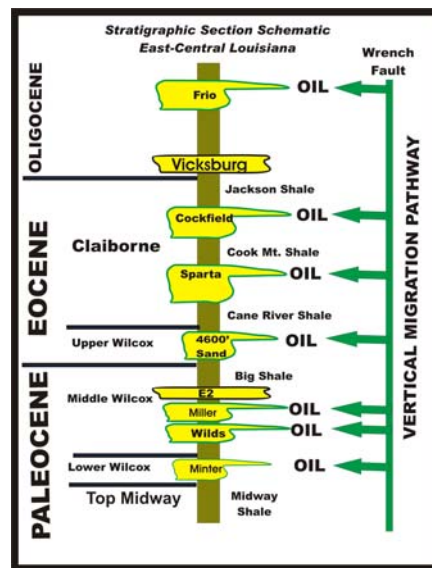 Stratigraphic Section Schematic
East-Central Louisiana
Wrench
Fault
OLIGOCENE
Frio
OIL
Vicksburg
Jackson Shale
EOCENE
Claiborne
Cockfield
OIL
Cook Mt. Shale
Sparta
OIL
Cane River Shale
Upper Wilcox
4600'
Sand
OIL
Big Shale
PALEOCENE
Middle Wilcox
E2
Miller
OIL
Wilds
OIL
Lower Wilcox
Minter
OIL
Top Midway
Midway
Shale
VERTICAL MIGRATION PATHWAY